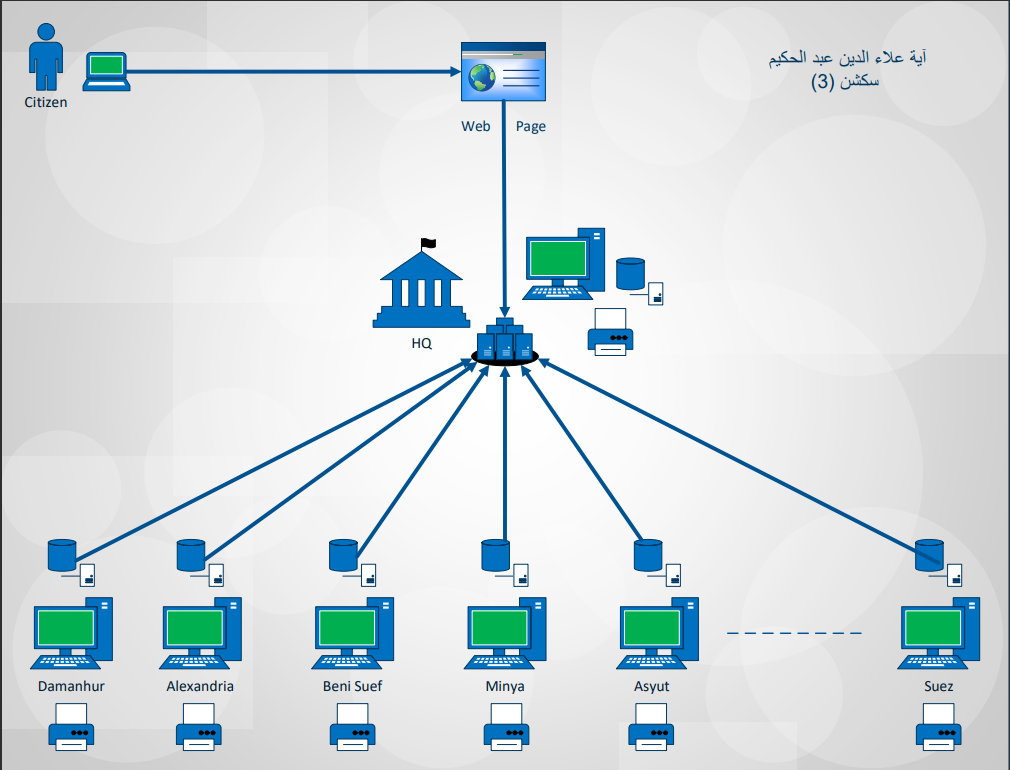 آية علاء الدين عبد الحكيم
سكشن (3)
Citizen
Web Page
HQ
Damanhur
Alexandria
Beni Suef
Minya
Asyut
Suez